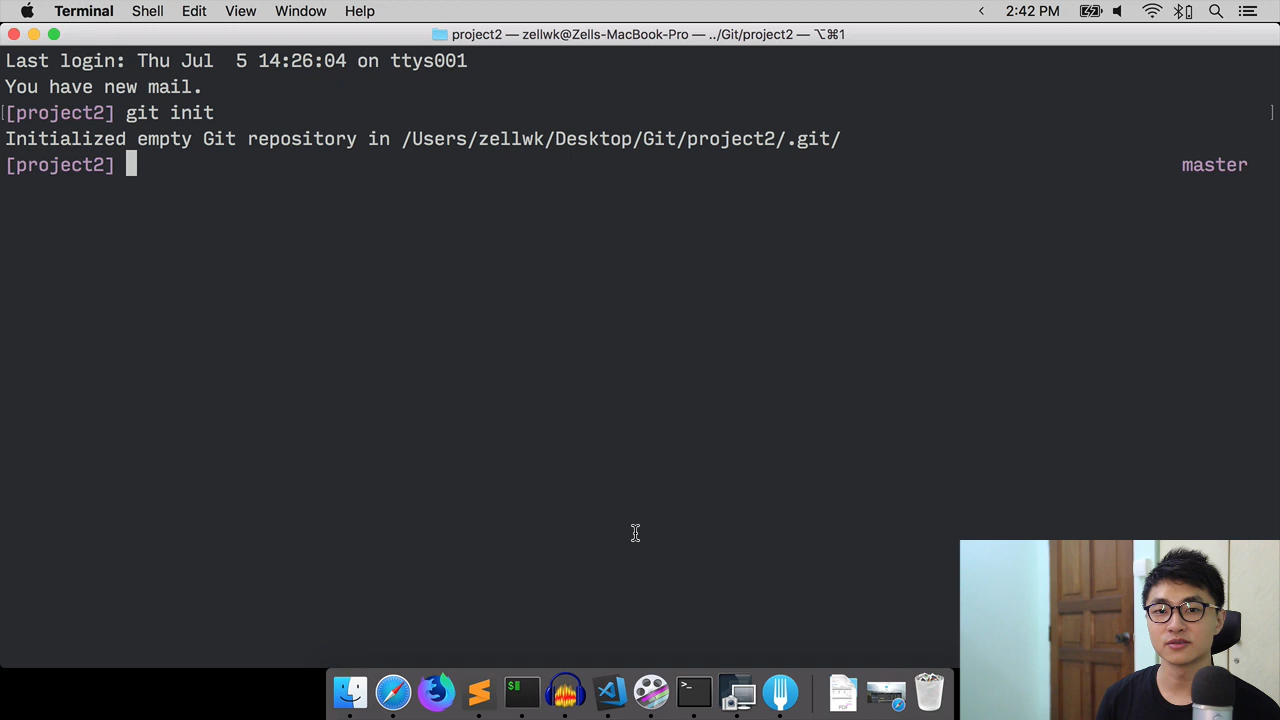 Terminal Shell Edit View Window Help 2:42 PM
project2 — zellwk@Zells-MacBook-Pro — ../Git/project2 — ⌥⌘1
Last login: Thu Jul  5 14:26:04 on ttys001
You have new mail.
[project2] git init
Initialized empty Git repository in /Users/zellwk/Desktop/Git/project2/.git/
[project2] master
$
>_
PDF